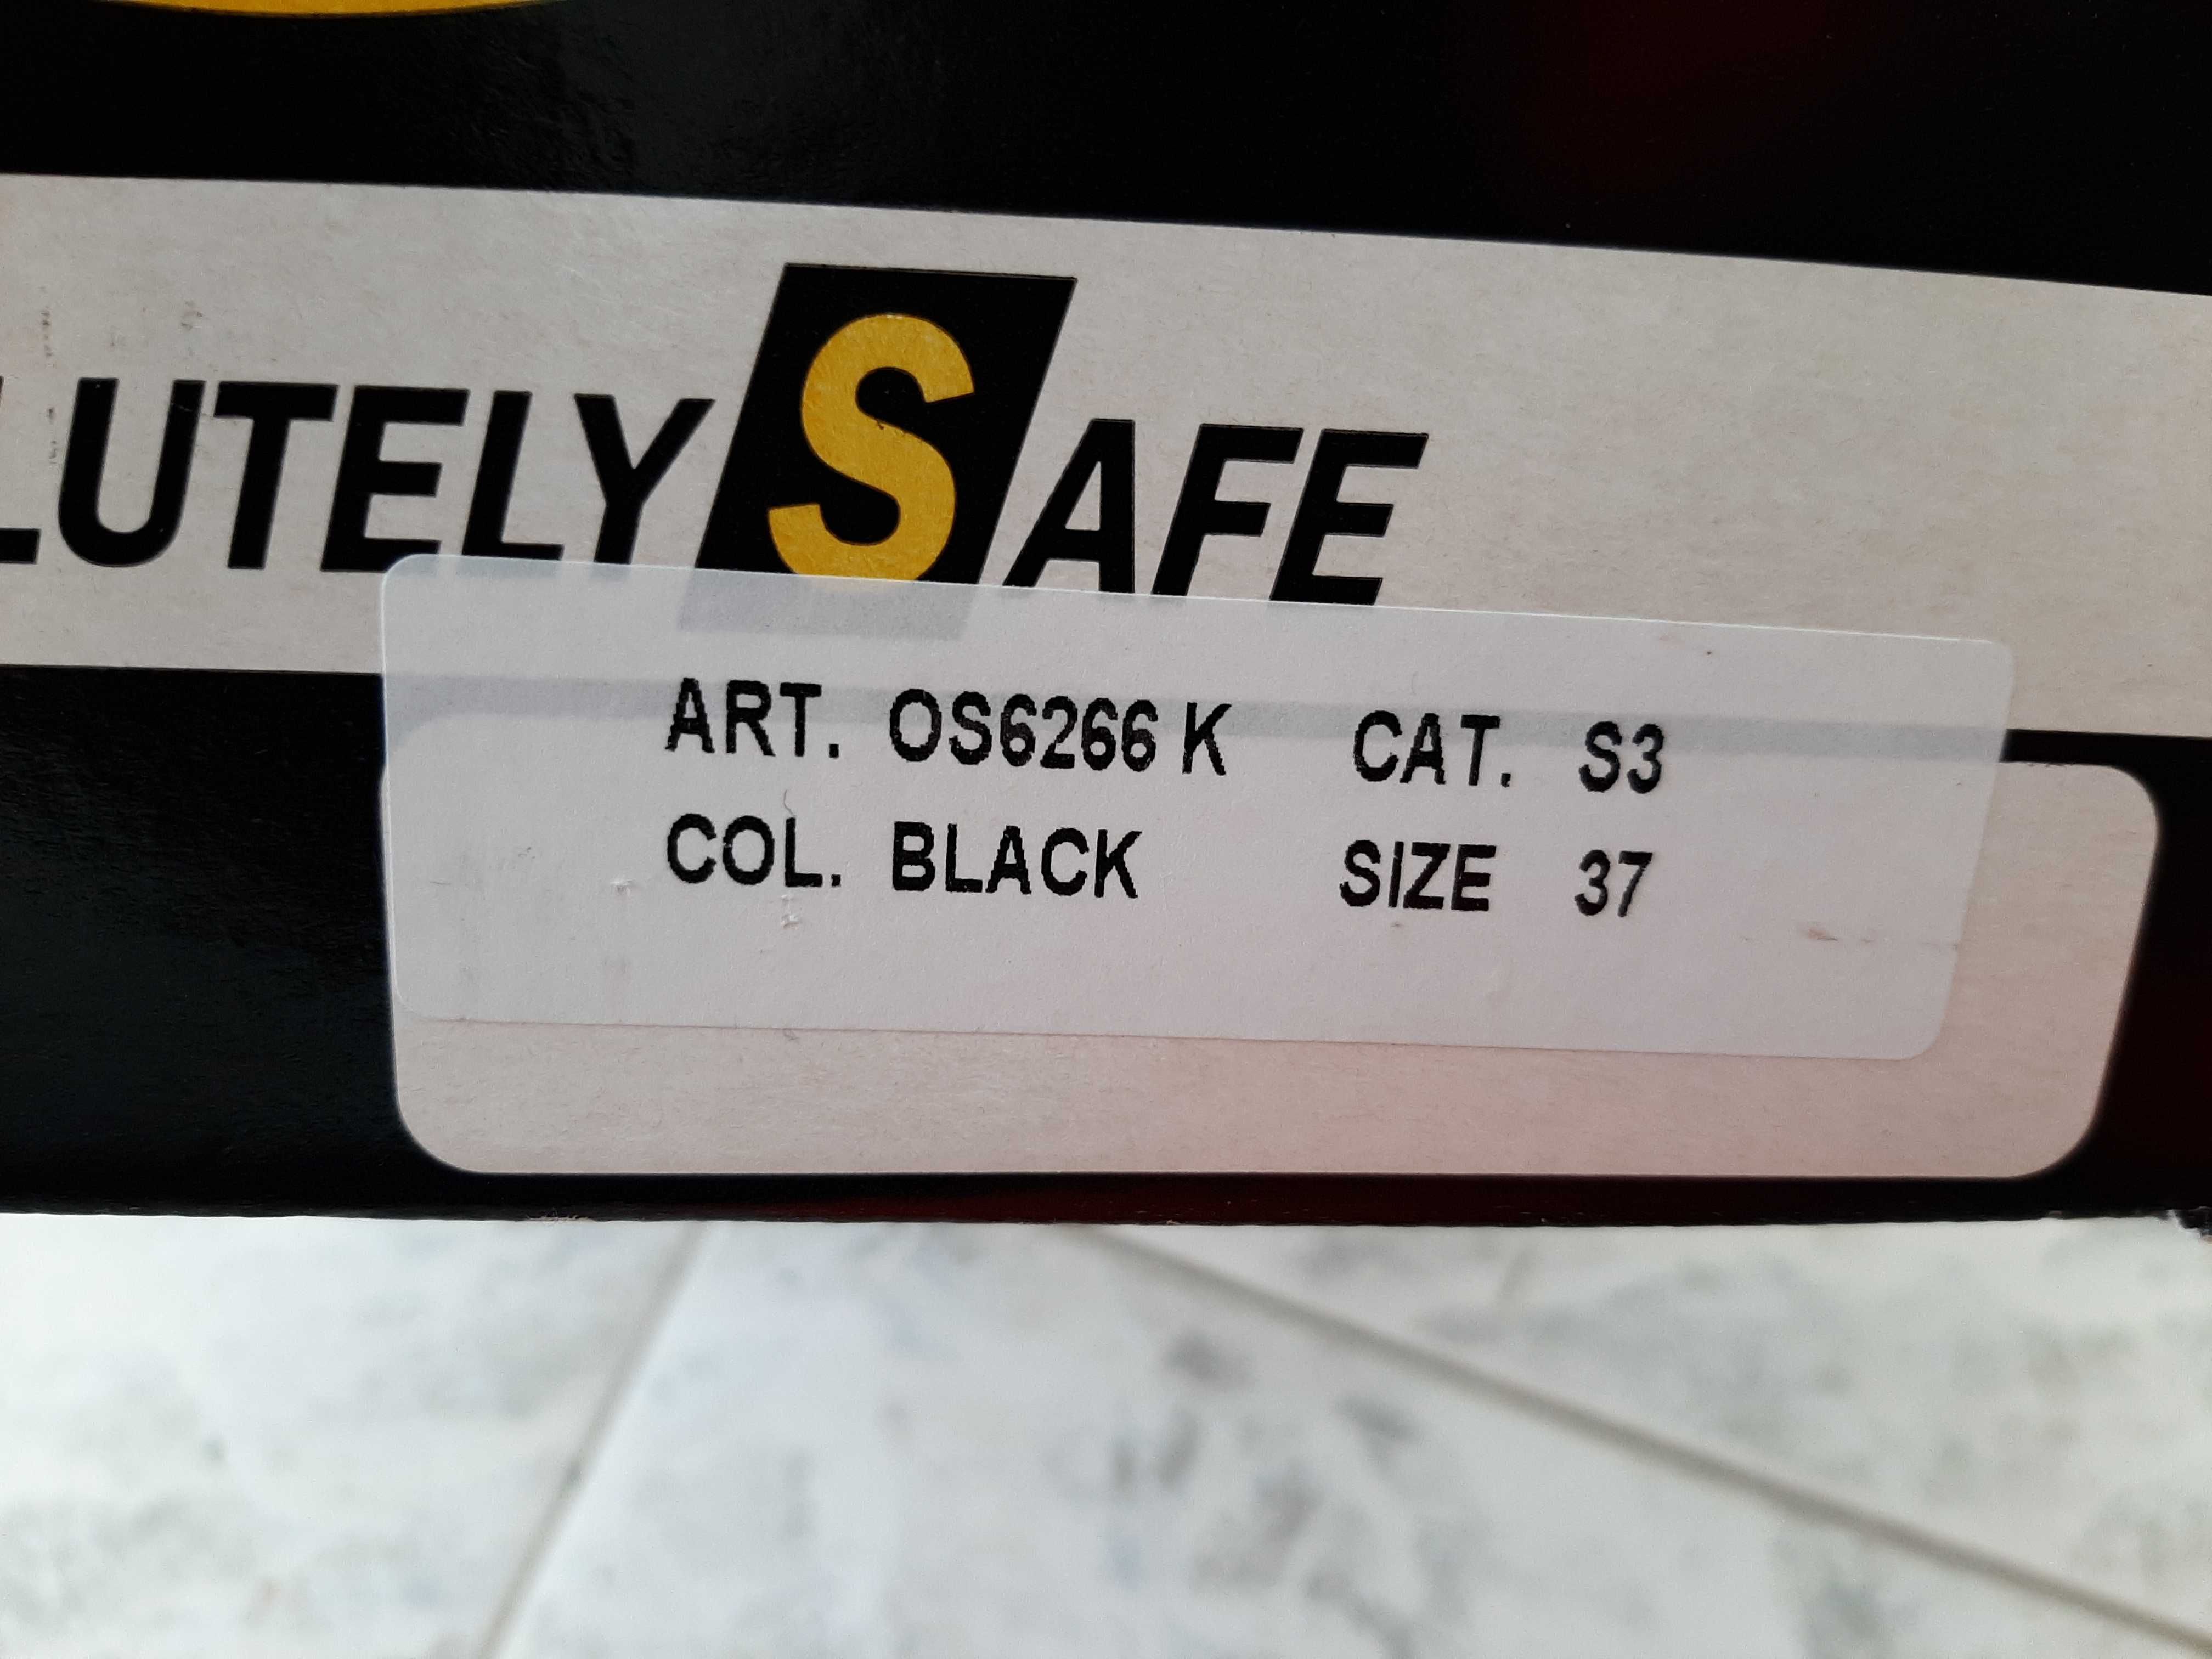 LUTELY SAFE
ART. OS6266 K CAT. S3
COL. BLACK SIZE 37